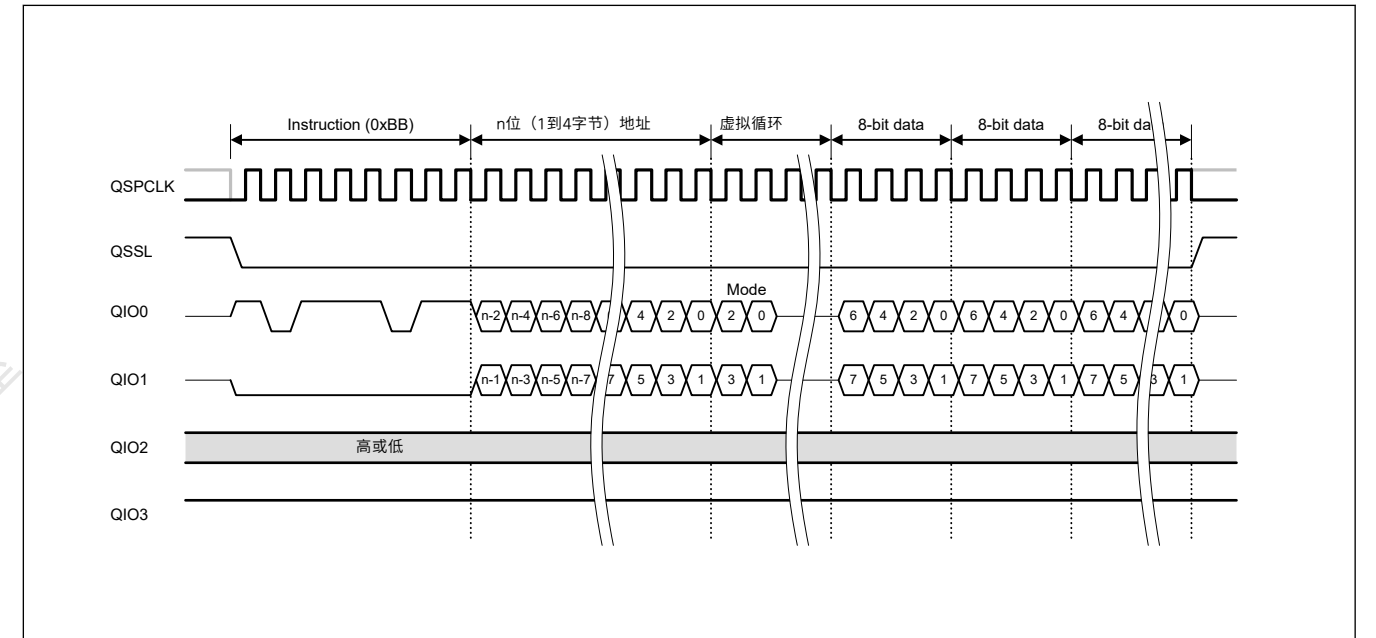 Instruction (0xBB) n位（1到4字节）地址 虚拟循环 8-bit data 8-bit data 8-bit da
QSPCLK
QSSL
Mode
QIO0 n-2 n-4 n-6 n-8 4 2 0 2 0 6 4 2 0 6 4 2 0 6 4 0
QIO1 n-1 n-3 n-5 n-7 7 5 3 1 3 1 7 5 3 1 7 5 3 1 7 5 3 1
QIO2 高或低
QIO3